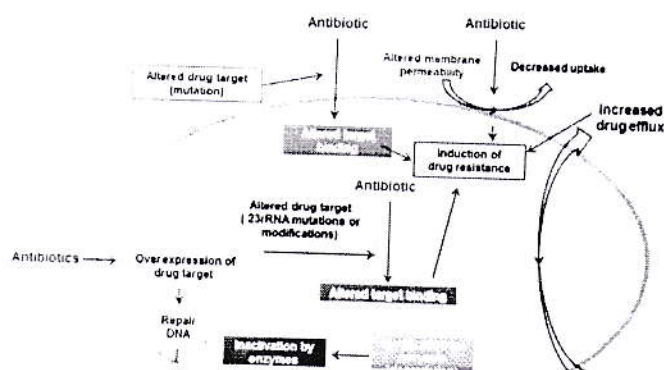 Antibiotic
Antibiotic
Altered membrane
permeability
Decreased uptake
Altered drug target
(mutation)
Increased
drug efflux
Induction of
drug resistance
Antibiotic
Altered drug target
( 23rRNA mutations or
modifications)
Antibiotics
Overexpression of
drug target
Altered target binding
Repair
DNA
Inactivation by
enzymes